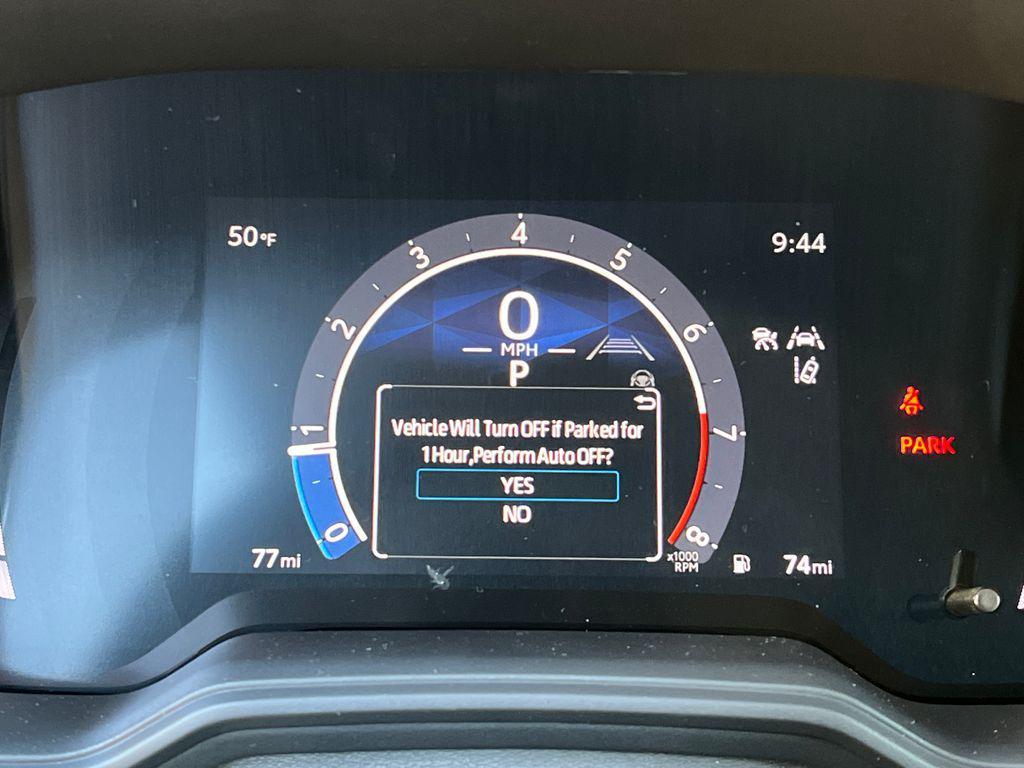 50°F
9:44
0
1
2
3
4
5
6
7
8
0
MPH
P
Vehicle Will Turn OFF if Parked for
1 Hour,Perform Auto OFF?
YES
NO
PARK
77mi
x1000
RPM
74mi